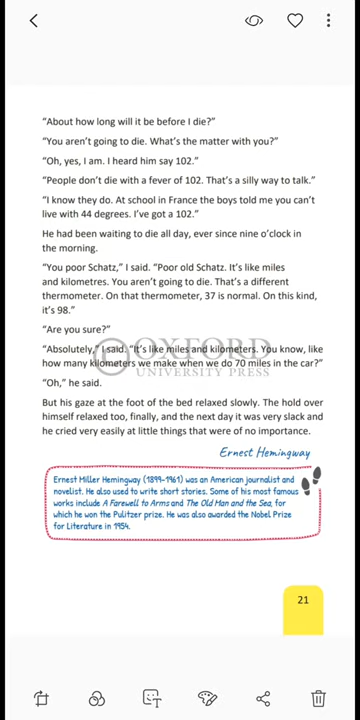 “About how long will it be before I die?”
“You aren’t going to die. What’s the matter with you?”
“Oh, yes, I am. I heard him say 102.”
“People don’t die with a fever of 102. That’s a silly way to talk.”
“I know they do. At school in France the boys told me you can’t
live with 44 degrees. I’ve got a 102.”
He had been waiting to die all day, ever since nine o’clock in
the morning.
“You poor Schatz,” I said. “Poor old Schatz. It’s like miles
and kilometres. You aren’t going to die. That’s a different
thermometer. On that thermometer, 37 is normal. On this kind,
it’s 98.”
“Are you sure?”
“Absolutely,” I said. “It’s like miles and kilometers. You know, like
how many kilometers we make when we do 70 miles in the car?”
© OXFORD
UNIVERSITY PRESS
“Oh,” he said.
But his gaze at the foot of the bed relaxed slowly. The hold over
himself relaxed too, finally, and the next day it was very slack and
he cried very easily at little things that were of no importance.
Ernest Hemingway
Ernest Miller Hemingway (1899-1961) was an American journalist and
novelist. He also used to write short stories. Some of his most famous
works include A Farewell to Arms and The Old Man and the Sea, for
which he won the Pulitzer prize. He was also awarded the Nobel Prize
for Literature in 1954.
21
T